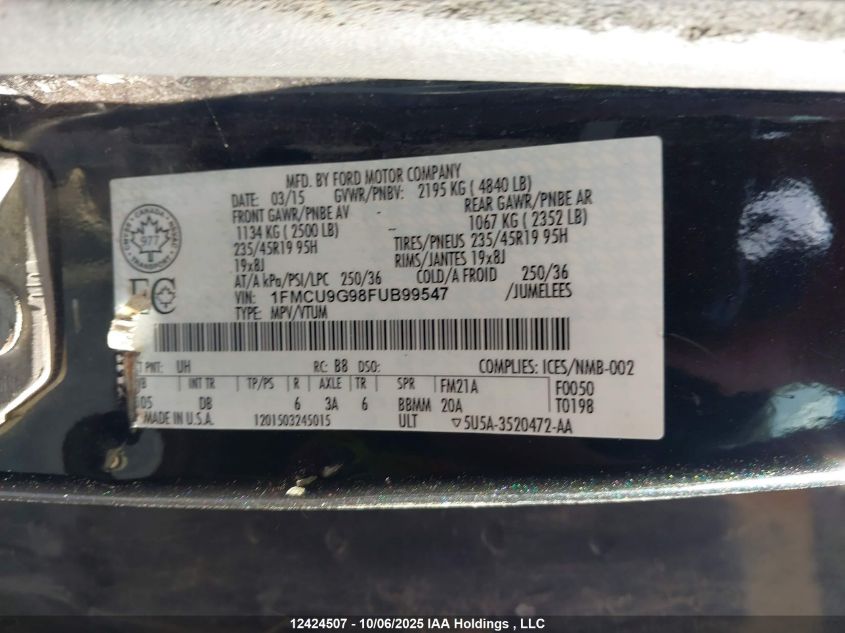 MFD. BY FORD MOTOR COMPANY
DATE: 03/15 GVWR/PNBV: 2195 KG ( 4840 LB)
FRONT GAWR/PNBE AV - REAR GAWR/PNBE AR
1134 KG ( 2500 LB) - 1067 KG ( 2352 LB)
235/45R19 95H TIRES/PNEUS 235/45R19 95H
19x8J RIMS/JANTES 19x8J
AT/A kPa/PSI/LPC 250/36 COLD/A FROID 250/36
VIN: 1FMCU9G98FUB99547 /JUMELEES
TYPE: MPV/VTUM
CANADA
977
TRANSPORT
EC
T PNT: UH RC: B8 DSO: COMPLIES: ICES/NMB-002
B INT TR TP/PS R AXLE TR SPR FM21A F0050
05 DB 6 3A 6 BBMM 20A T0198
MADE IN U.S.A. 1201503245015 ULT ▽5U5A-3520472-AA
12424507 - 10/06/2025 IAA Holdings , LLC